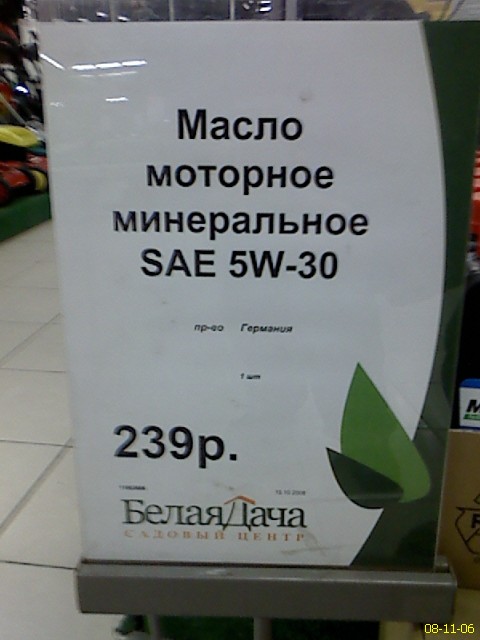 Масло
моторное
минеральное
SAE 5W-30
пр-во Германия
1 шт
239р.
БелаяДача
САДОВЫЙ ЦЕНТР
08-11-06